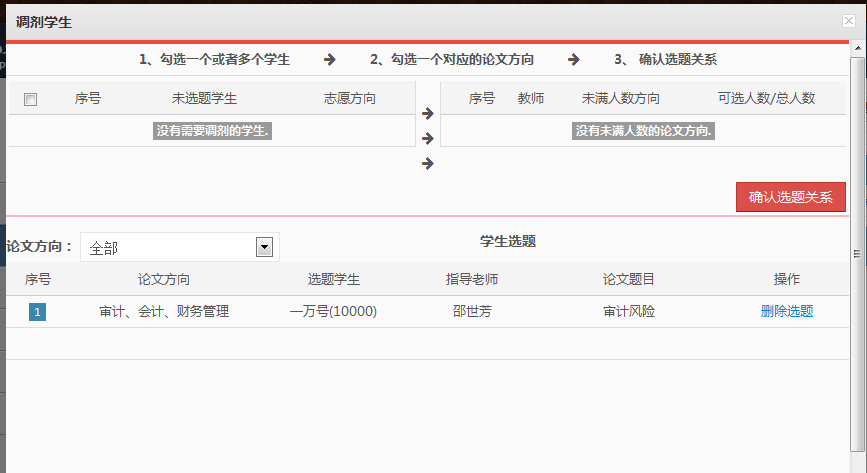 调剂学生
1、勾选一个或者多个学生 2、勾选一个对应的论文方向 3、 确认选题关系
序号 未选题学生 志愿方向
没有需要调剂的学生.
序号 教师 未满人数方向 可选人数/总人数
没有未满人数的论文方向.
确认选题关系
论文方向： 全部
学生选题
序号 论文方向 选题学生 指导老师 论文题目 操作
1 审计、会计、财务管理 一万号(10000) 邵世芳 审计风险 删除选题